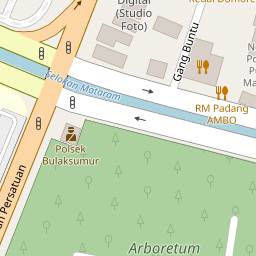 Digital
(Studio
Foto)
Gang Buntu
Selokan Mataram
RM Padang
AMBO
Polsek
Bulaksumur
Persatuan
Arboretum